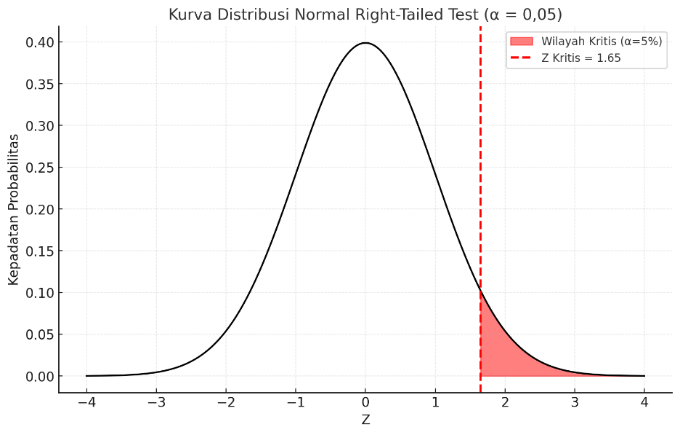 Kurva Distribusi Normal Right-Tailed Test (α = 0,05)
Wilayah Kritis (α=5%)
Z Kritis = 1.65
Kepadatan Probabilitas
0.40
0.35
0.30
0.25
0.20
0.15
0.10
0.05
0.00
−4 −3 −2 −1 0 1 2 3 4
Z